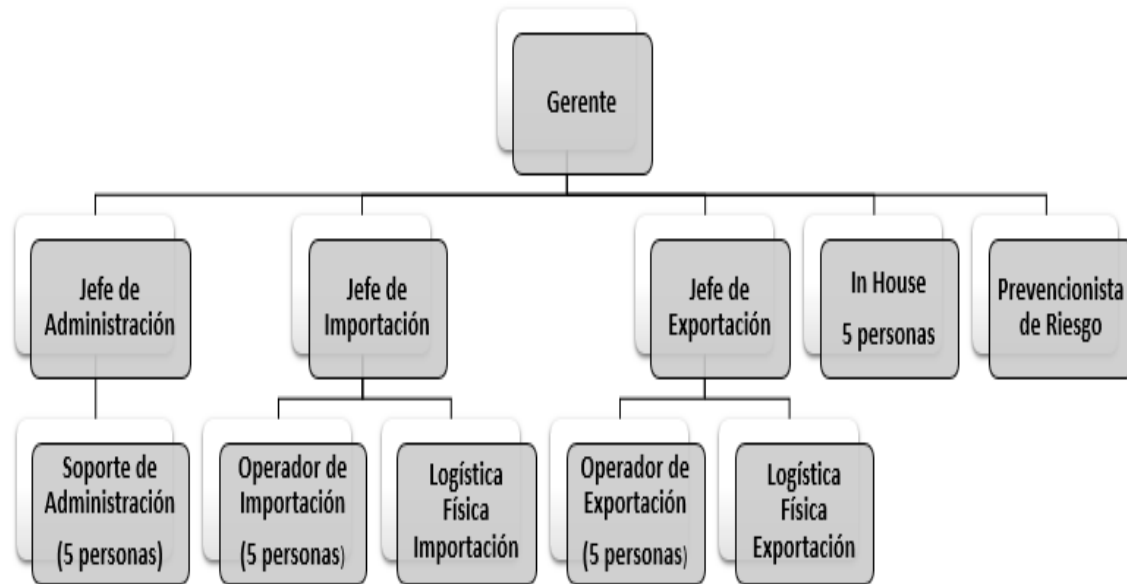 Gerente
Jefe de
Administración
Jefe de
Importación
Jefe de
Exportación
In House
5 personas
Prevencionista
de Riesgo
Soporte de
Administración
(5 personas)
Operador de
Importación
(5 personas)
Logística
Física
Importación
Operador de
Exportación
(5 personas)
Logística
Física
Exportación